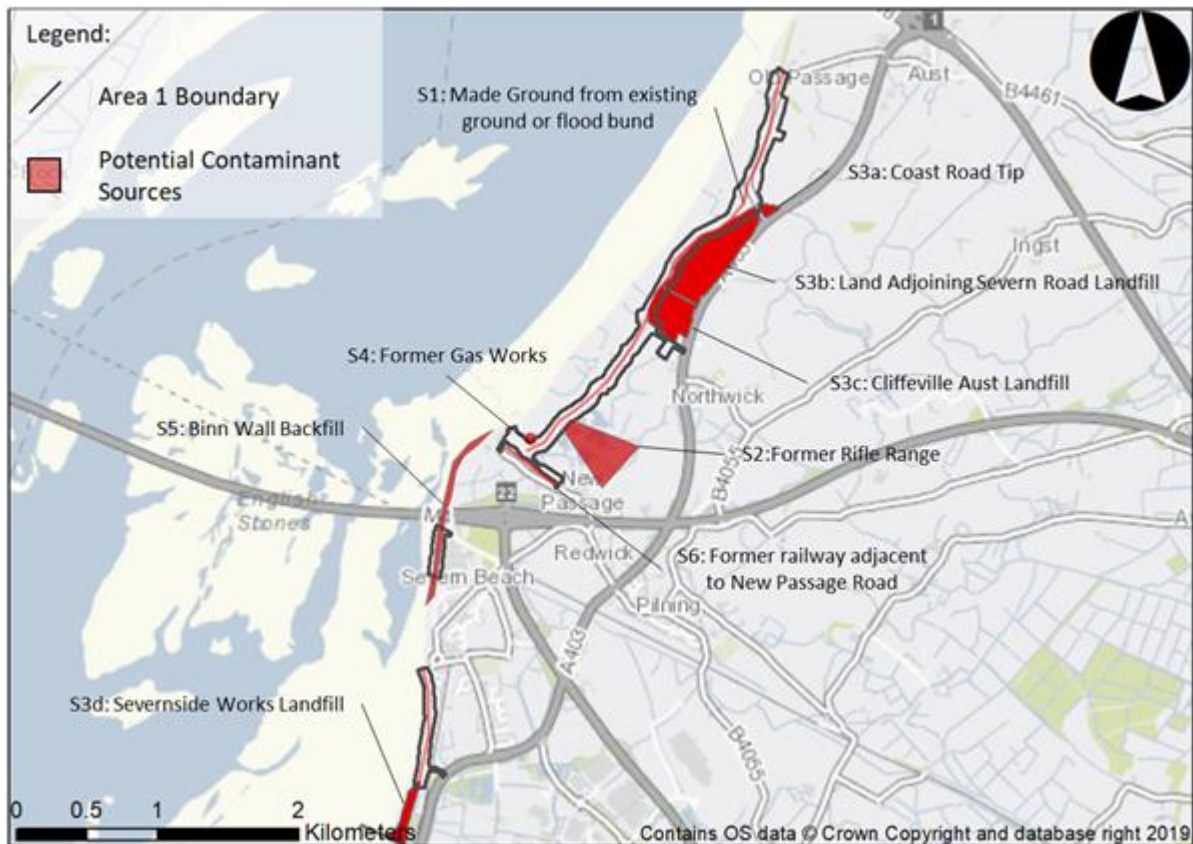 Legend:
Area 1 Boundary
Potential Contaminant
Sources
S1: Made Ground from existing
ground or flood bund
Old Passage
Aust
1
B4461
S3a: Coast Road Tip
Ingst
S3b: Land Adjoining Severn Road Landfill
S4: Former Gas Works
S3c: Cliffeville Aust Landfill
Northwick
S5: Binn Wall Backfill
S2: Former Rifle Range
B4055
New
Passage
22
English
Stones
Redwick
Severn Beach
S6: Former railway adjacent
to New Passage Road
Pilning
A403
S3d: Severnside Works Landfill
B4055
0 0.5 1 2
Kilometers
Contains OS data © Crown Copyright and database right 2019